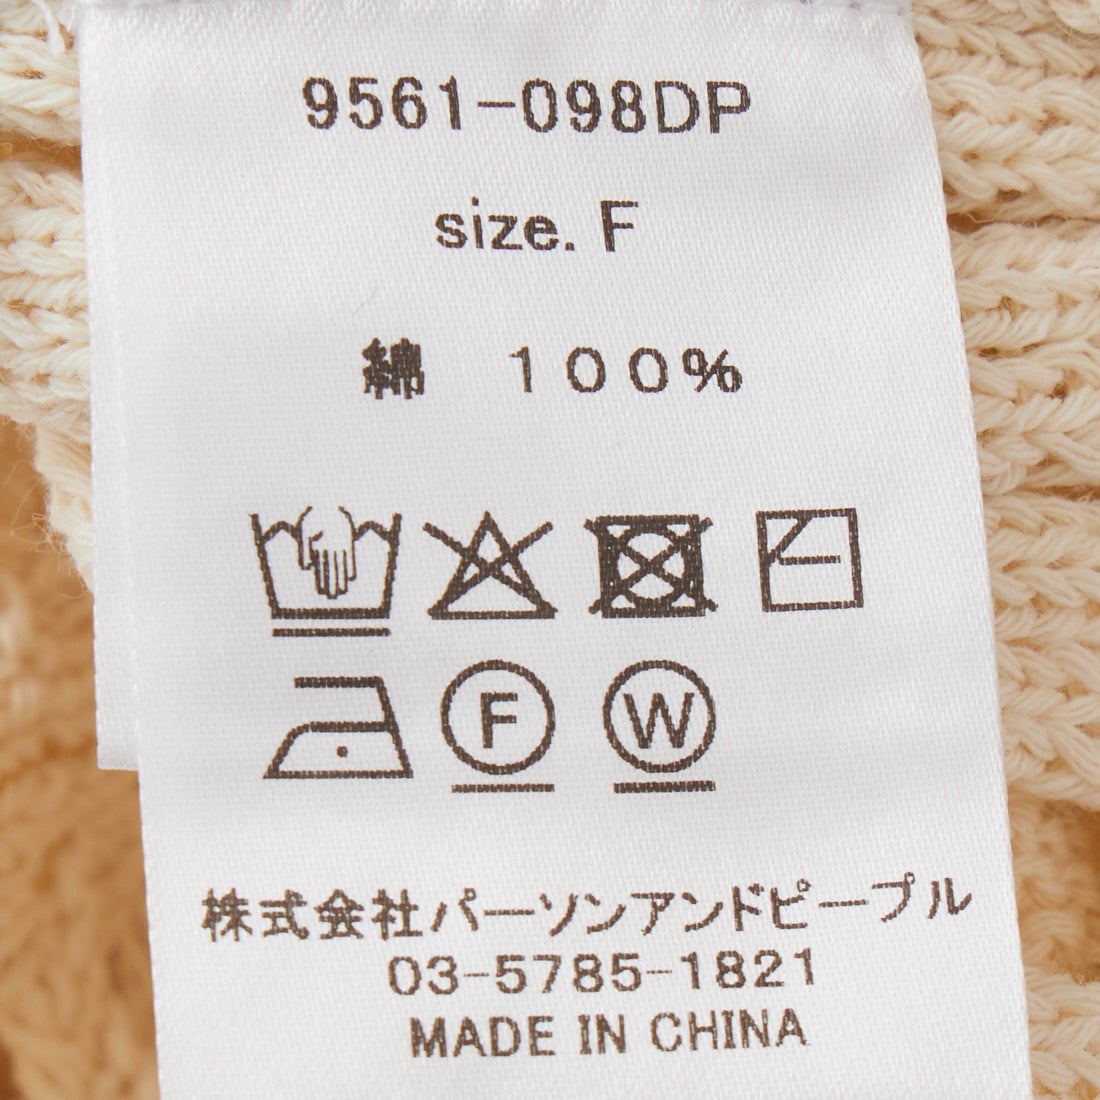 9561-098DP
size. F
綿　100%
F W
株式会社パーソンアンドピープル
03-5785-1821
MADE IN CHINA